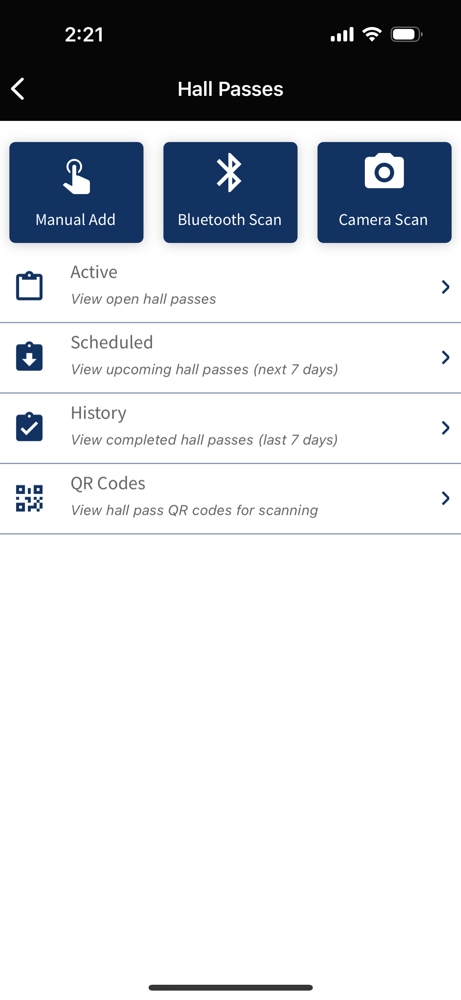 2:21
Hall Passes
Manual Add
Bluetooth Scan
Camera Scan
Active
View open hall passes
Scheduled
View upcoming hall passes (next 7 days)
History
View completed hall passes (last 7 days)
QR Codes
View hall pass QR codes for scanning